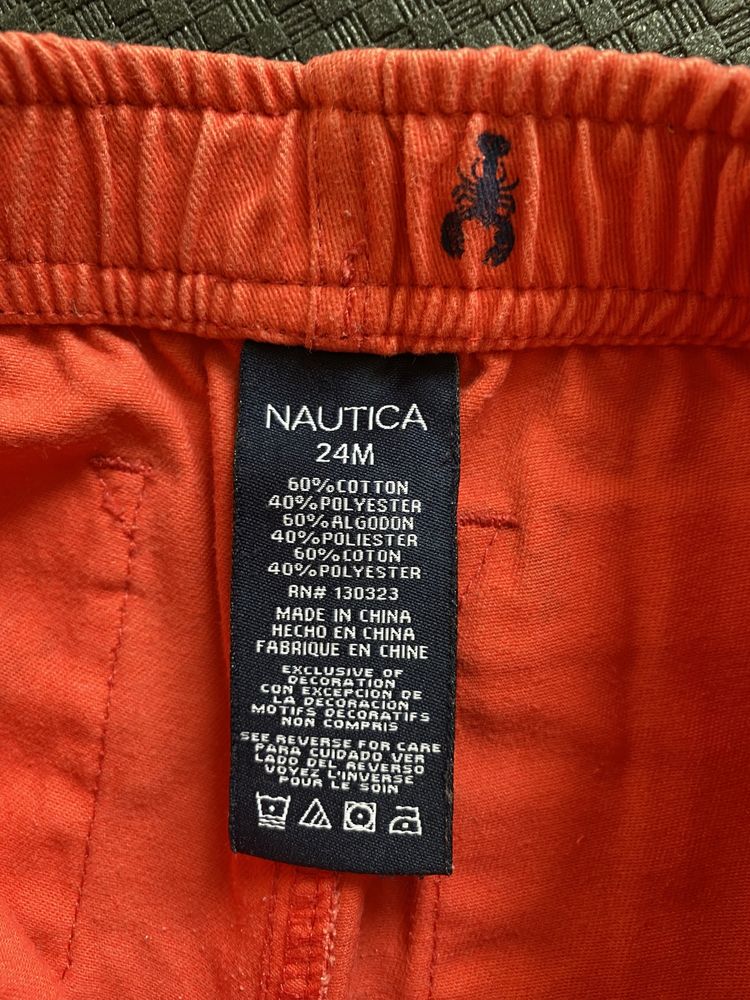 NAUTICA
24M
60%COTTON
40%POLYESTER
60%ALGODON
40%POLIESTER
60%COTON
40%POLYESTER
RN# 130323
MADE IN CHINA
HECHO EN CHINA
FABRIQUE EN CHINE
EXCLUSIVE OF
DECORATION
CON EXCEPCION DE
LA DECORACION
MOTIFS DECORATIFS
NON COMPRIS
SEE REVERSE FOR CARE
PARA CUIDADO VER
LADO DEL REVERSO
VOYEZ L'INVERSE
POUR LE SOIN